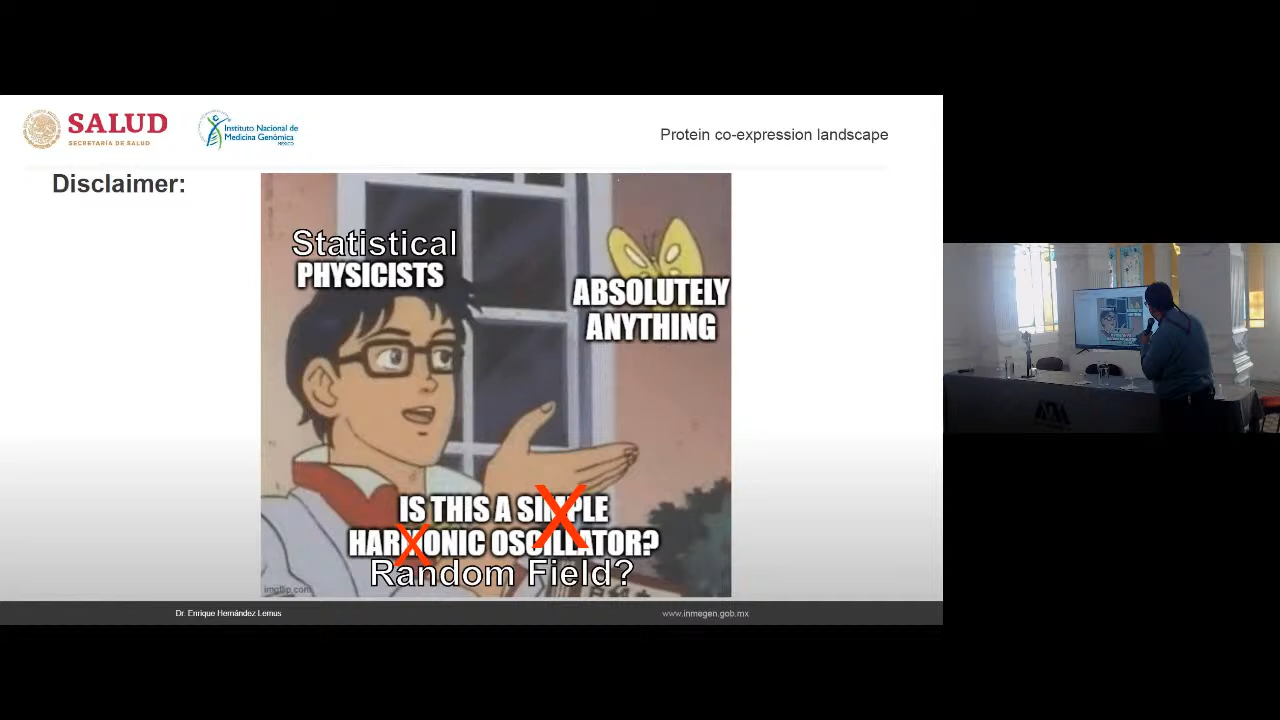 SALUD
SECRETARÍA DE SALUD
Instituto Nacional de
Medicina Genómica
MÉXICO
Protein co-expression landscape
Disclaimer:
Statistical
PHYSICISTS
ABSOLUTELY
ANYTHING
IS THIS A SIMPLE
HARMONIC OSCILLATOR?
X
X
Random Field?
imgflip.com
Dr. Enrique Hernández Lemus
www.inmegen.gob.mx